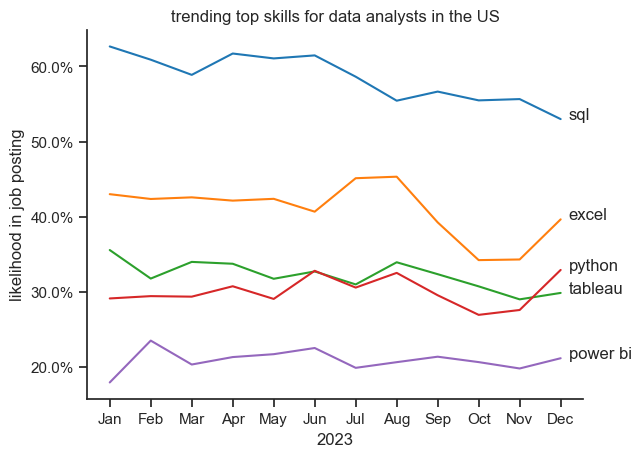 trending top skills for data analysts in the US
likelihood in job posting
60.0%
50.0%
40.0%
30.0%
20.0%
sql
excel
python
tableau
power bi
Jan Feb Mar Apr May Jun Jul Aug Sep Oct Nov Dec
2023